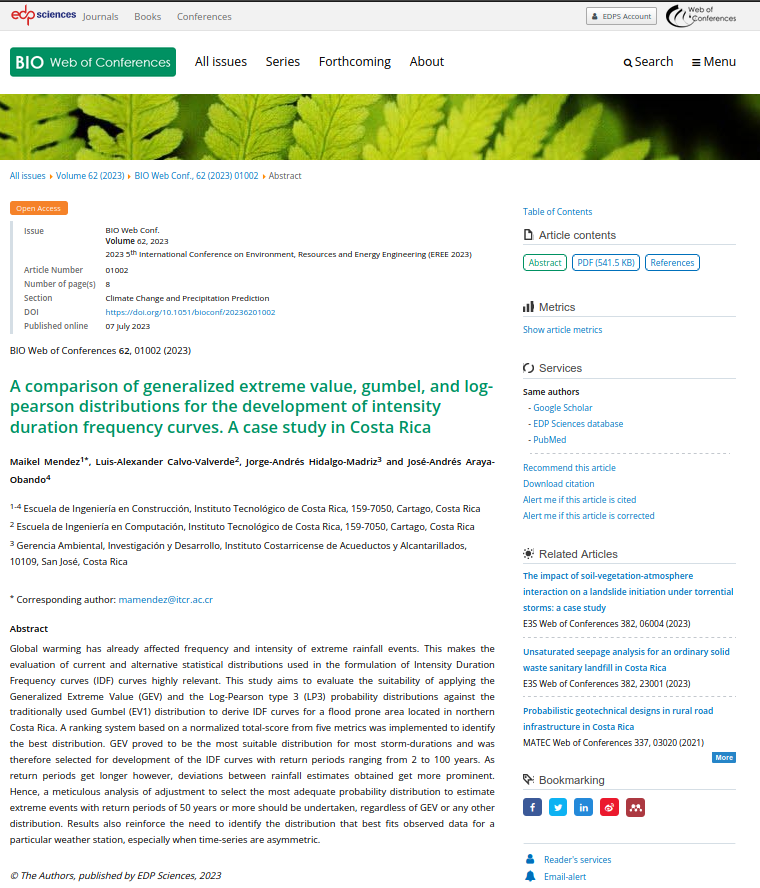 edp sciences Journals Books Conferences EDPS Account Web of Conferences
BIO Web of Conferences All issues Series Forthcoming About Search Menu
All issues Volume 62 (2023) BIO Web Conf., 62 (2023) 01002 Abstract
Open Access
Issue BIO Web Conf.
Volume 62, 2023
2023 5th International Conference on Environment, Resources and Energy Engineering (EREE 2023)
Article Number 01002
Number of page(s) 8
Section Climate Change and Precipitation Prediction
DOI https://doi.org/10.1051/bioconf/20236201002
Published online 07 July 2023
BIO Web of Conferences 62, 01002 (2023)
A comparison of generalized extreme value, gumbel, and log-
pearson distributions for the development of intensity
duration frequency curves. A case study in Costa Rica
Maikel Mendez1*, Luis-Alexander Calvo-Valverde2, Jorge-Andrés Hidalgo-Madriz3 and José-Andrés Araya-
Obando4
1-4 Escuela de Ingeniería en Construcción, Instituto Tecnológico de Costa Rica, 159-7050, Cartago, Costa Rica
2 Escuela de Ingeniería en Computación, Instituto Tecnológico de Costa Rica, 159-7050, Cartago, Costa Rica
3 Gerencia Ambiental, Investigación y Desarrollo, Instituto Costarricense de Acueductos y Alcantarillados,
10109, San José, Costa Rica
* Corresponding author: mamendez@itcr.ac.cr
Abstract
Global warming has already affected frequency and intensity of extreme rainfall events. This makes the
evaluation of current and alternative statistical distributions used in the formulation of Intensity Duration
Frequency curves (IDF) curves highly relevant. This study aims to evaluate the suitability of applying the
Generalized Extreme Value (GEV) and the Log-Pearson type 3 (LP3) probability distributions against the
traditionally used Gumbel (EV1) distribution to derive IDF curves for a flood prone area located in northern
Costa Rica. A ranking system based on a normalized total-score from five metrics was implemented to identify
the best distribution. GEV proved to be the most suitable distribution for most storm-durations and was
therefore selected for development of the IDF curves with return periods ranging from 2 to 100 years. As
return periods get longer however, deviations between rainfall estimates obtained get more prominent.
Hence, a meticulous analysis of adjustment to select the most adequate probability distribution to estimate
extreme events with return periods of 50 years or more should be undertaken, regardless of GEV or any other
distribution. Results also reinforce the need to identify the distribution that best fits observed data for a
particular weather station, especially when time-series are asymmetric.
© The Authors, published by EDP Sciences, 2023
Table of Contents
Article contents
Abstract PDF (541.5 KB) References
Metrics
Show article metrics
Services
Same authors
- Google Scholar
- EDP Sciences database
- PubMed
Recommend this article
Download citation
Alert me if this article is cited
Alert me if this article is corrected
Related Articles
The impact of soil-vegetation-atmosphere
interaction on a landslide initiation under torrential
storms: a case study
E3S Web of Conferences 382, 06004 (2023)
Unsaturated seepage analysis for an ordinary solid
waste sanitary landfill in Costa Rica
E3S Web of Conferences 382, 23001 (2023)
Probabilistic geotechnical designs in rural road
infrastructure in Costa Rica
MATEC Web of Conferences 337, 03020 (2021)
More
Bookmarking
Reader's services
Email-alert